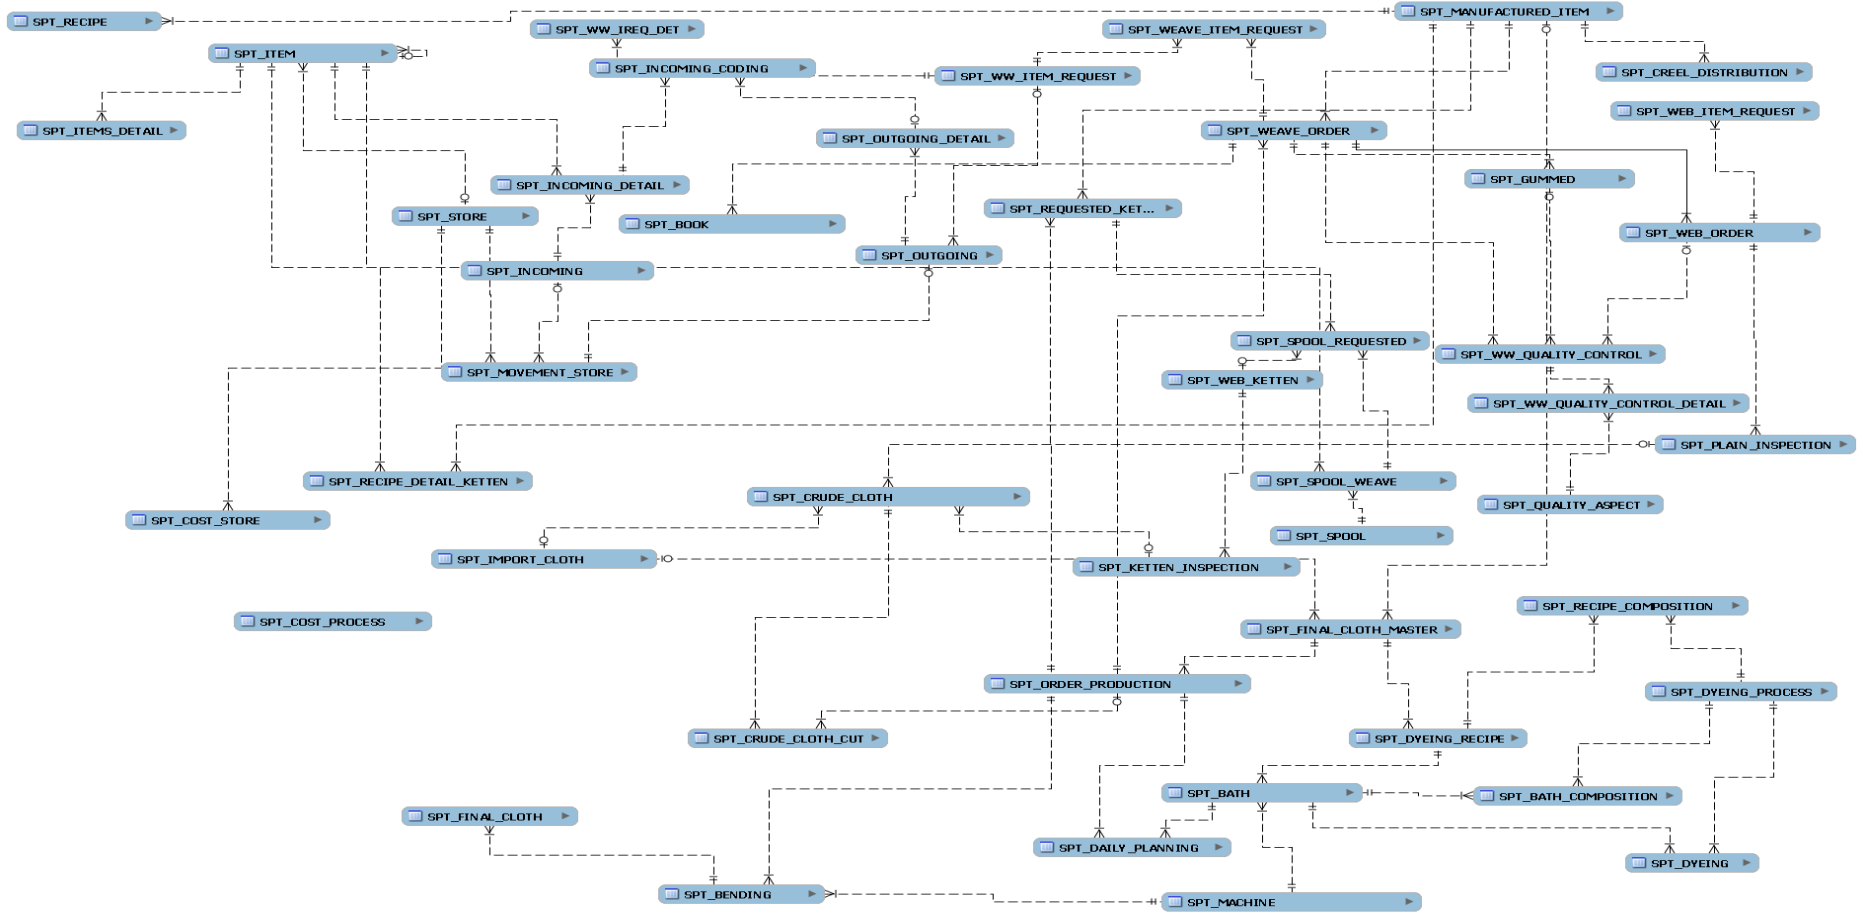 SPT_MANUFACTURED_ITEM
SPT_RECIPE
SPT_WW_IREQ_DET
SPT_WEAVE_ITEM_REQUEST
SPT_ITEM
SPT_INCOMING_CODING
SPT_WW_ITEM_REQUEST
SPT_CREEL_DISTRIBUTION
SPT_WEB_ITEM_REQUEST
SPT_ITEMS_DETAIL
SPT_OUTGOING_DETAIL
SPT_WEAVE_ORDER
SPT_GUMMED
SPT_INCOMING_DETAIL
SPT_STORE
SPT_BOOK
SPT_REQUESTED_KET...
SPT_WEB_ORDER
SPT_OUTGOING
SPT_INCOMING
SPT_SPOOL_REQUESTED
SPT_WW_QUALITY_CONTROL
SPT_MOVEMENT_STORE
SPT_WEB_KETTEN
SPT_WW_QUALITY_CONTROL_DETAIL
SPT_PLAIN_INSPECTION
SPT_RECIPE_DETAIL_KETTEN
SPT_SPOOL_WEAVE
SPT_CRUDE_CLOTH
SPT_QUALITY_ASPECT
SPT_COST_STORE
SPT_SPOOL
SPT_IMPORT_CLOTH
SPT_KETTEN_INSPECTION
SPT_RECIPE_COMPOSITION
SPT_COST_PROCESS
SPT_FINAL_CLOTH_MASTER
SPT_ORDER_PRODUCTION
SPT_DYEING_PROCESS
SPT_CRUDE_CLOTH_CUT
SPT_DYEING_RECIPE
SPT_BATH
SPT_BATH_COMPOSITION
SPT_FINAL_CLOTH
SPT_DAILY_PLANNING
SPT_DYEING
SPT_BENDING
SPT_MACHINE